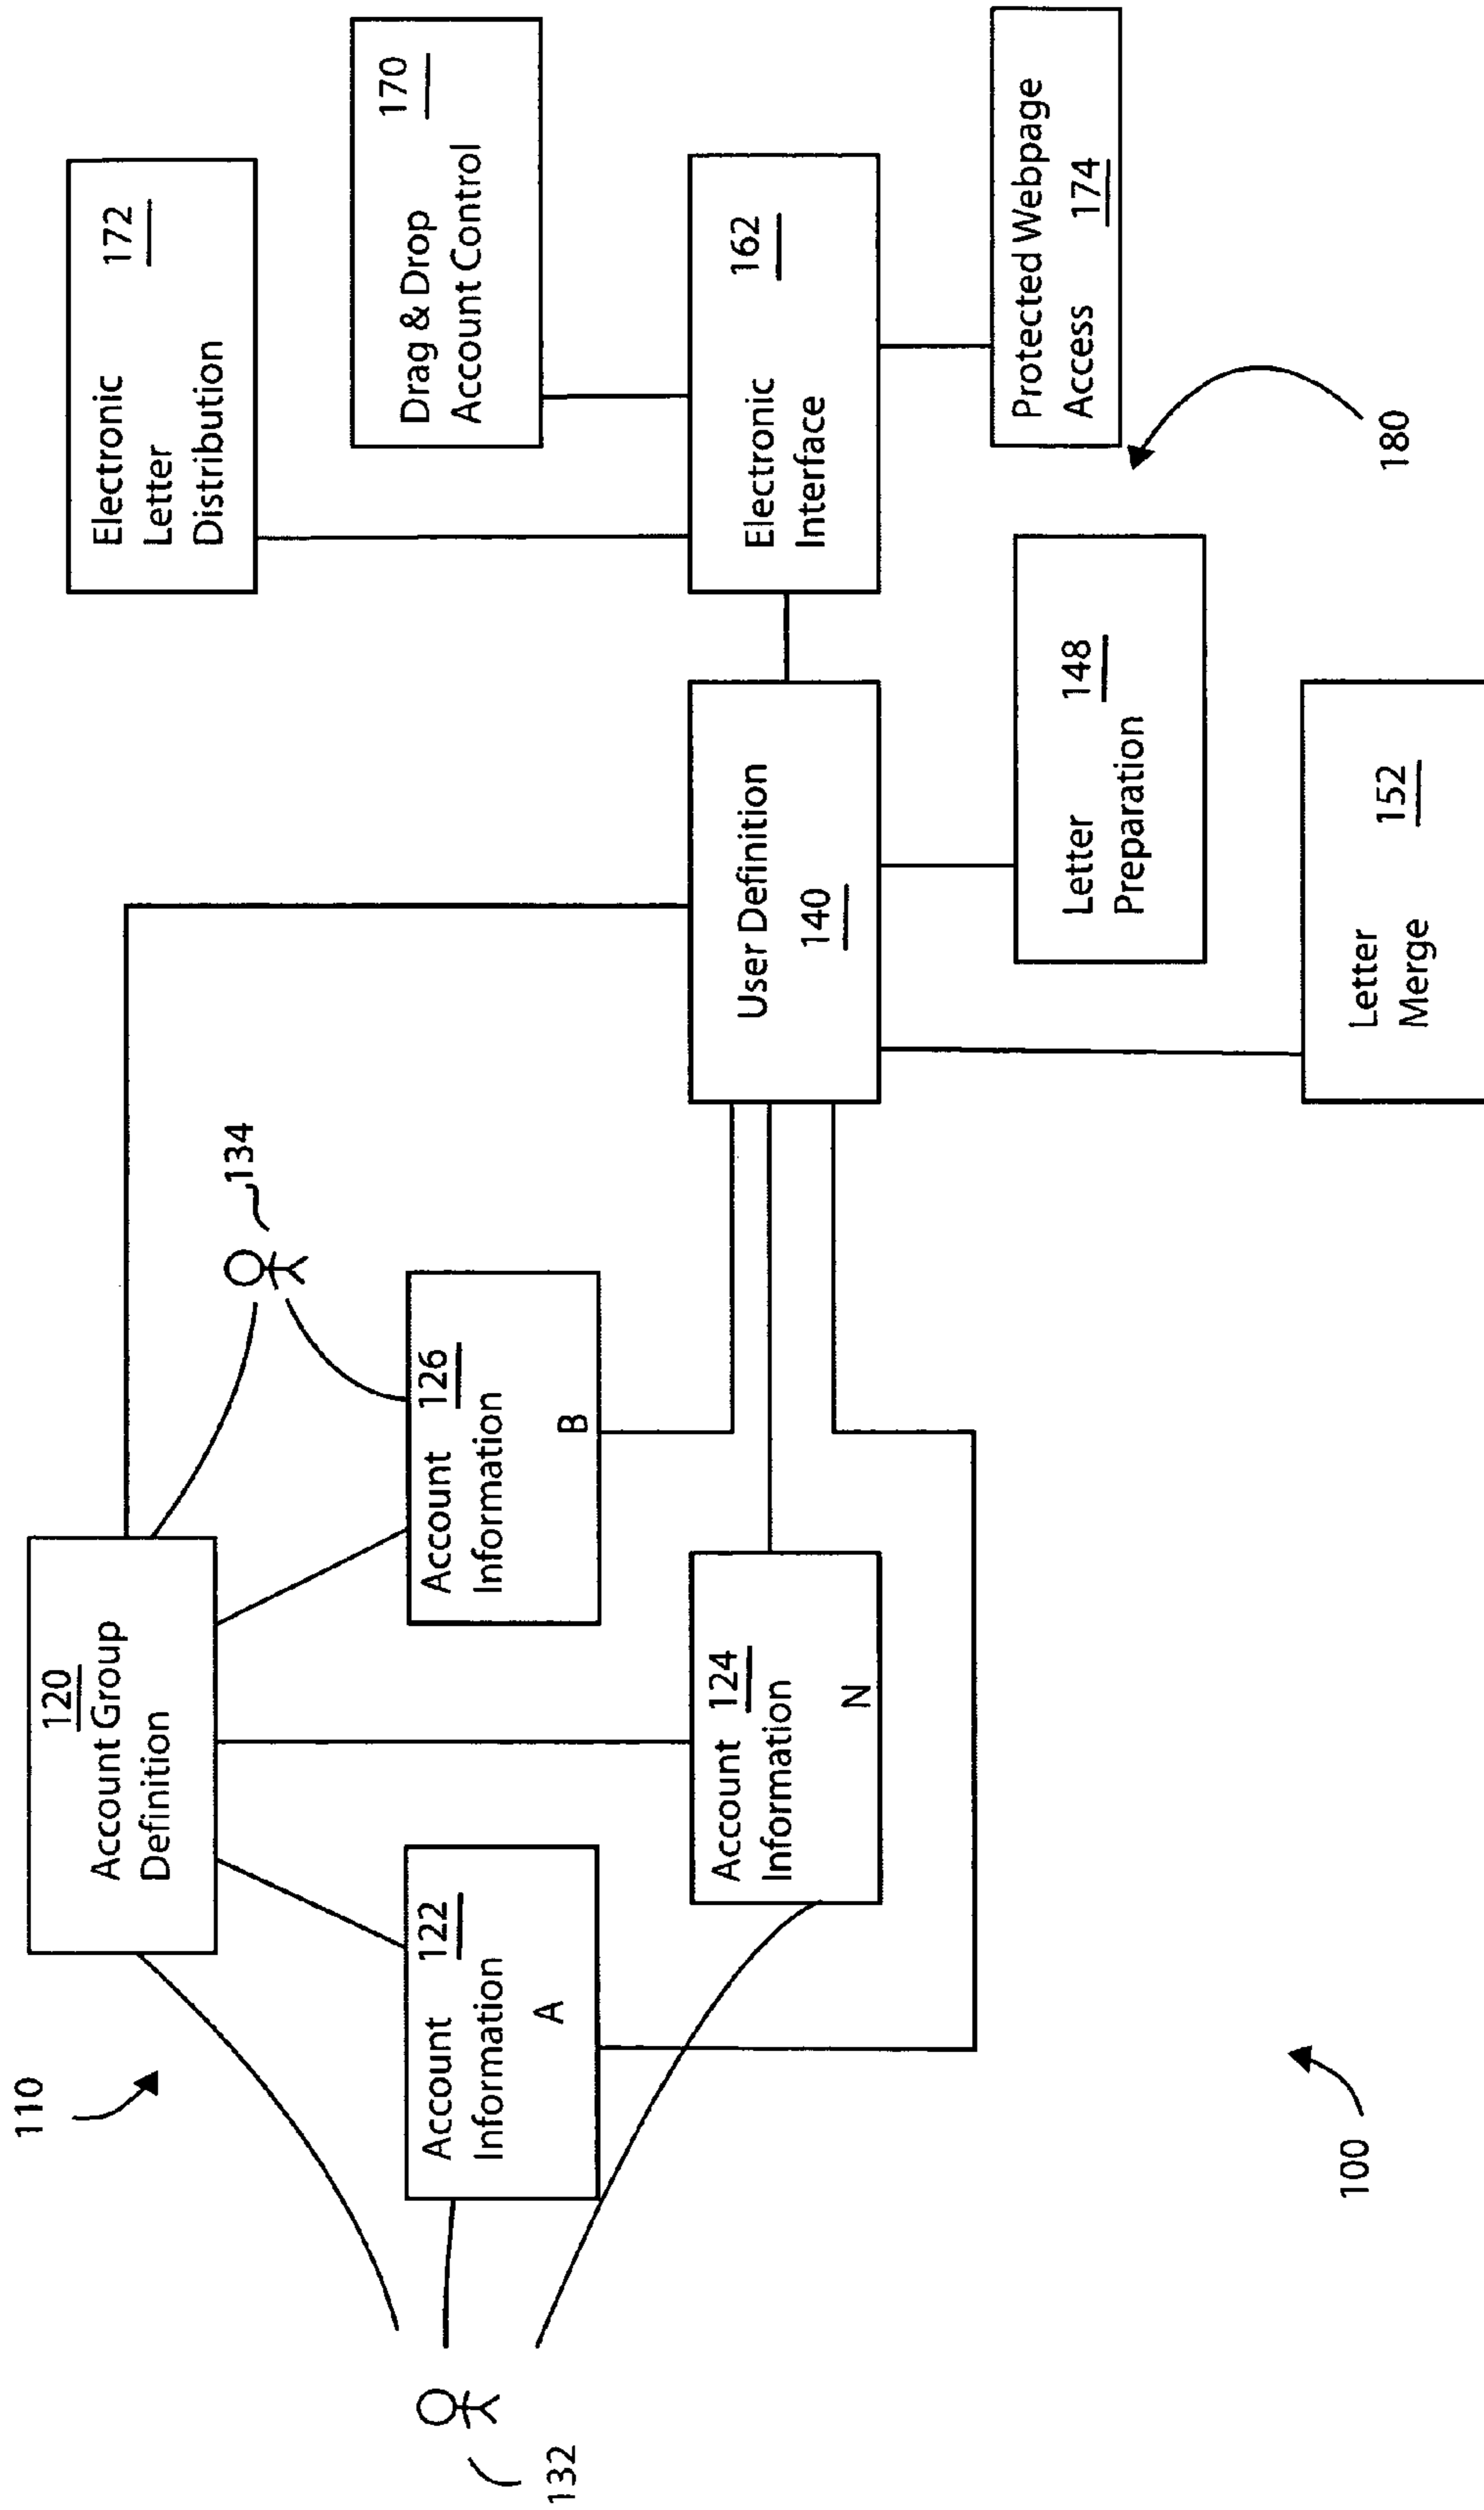 110
120
Account Group
Definition
134
Account 122
Information
A
Account 126
Information
B
132
Account 124
Information
N
100
User Definition
140
Letter 148
Preparation
Letter 152
Merge
Electronic 172
Letter
Distribution
170
Drag & Drop
Account Control
Electronic 162
Interface
Protected Webpage
Access 174
180